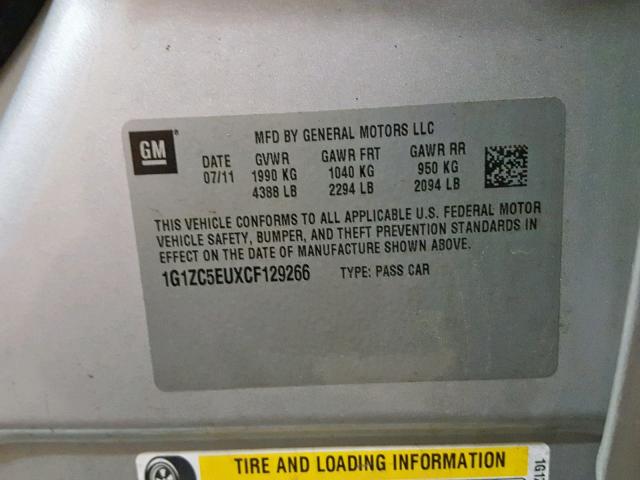 GM
MFD BY GENERAL MOTORS LLC
DATE GVWR GAWR FRT GAWR RR
07/11 1990 KG 1040 KG 950 KG
4388 LB 2294 LB 2094 LB
THIS VEHICLE CONFORMS TO ALL APPLICABLE U.S. FEDERAL MOTOR
VEHICLE SAFETY, BUMPER, AND THEFT PREVENTION STANDARDS IN
EFFECT ON THE DATE OF MANUFACTURE SHOWN ABOVE.
1G1ZC5EUXCF129266 TYPE: PASS CAR
TIRE AND LOADING INFORMATION